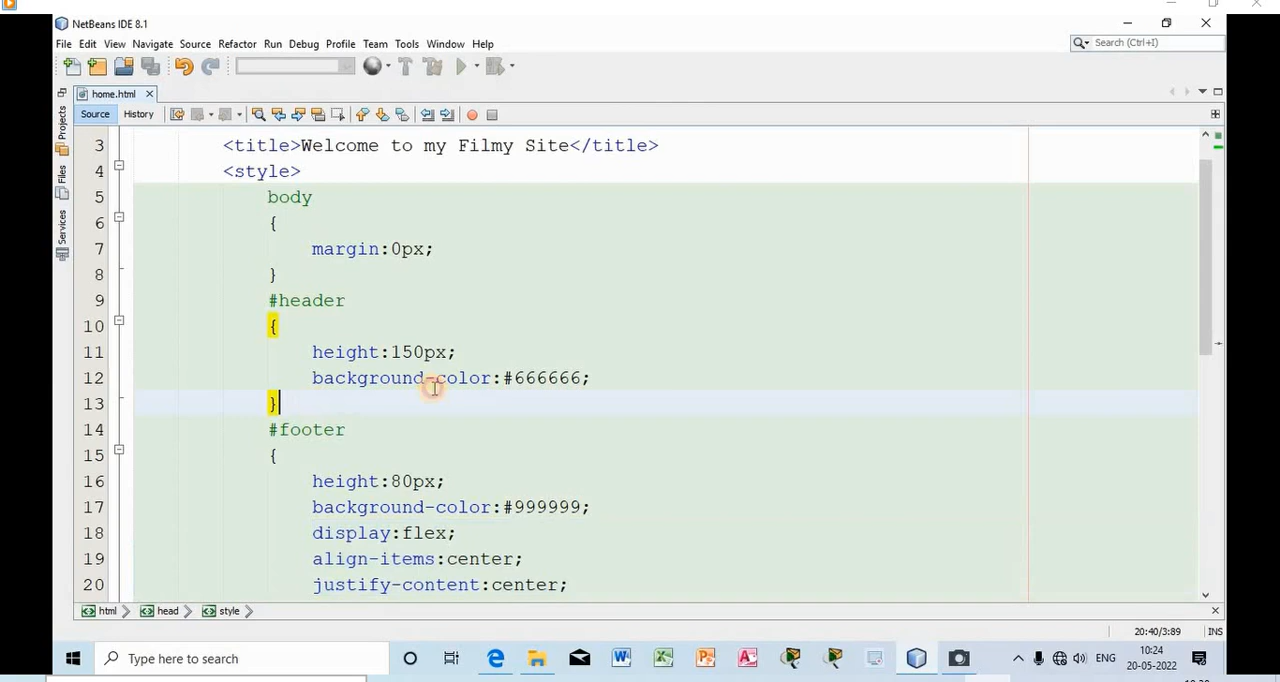 NetBeans IDE 8.1
File Edit View Navigate Source Refactor Run Debug Profile Team Tools Window Help
Search (Ctrl+I)
home.html
Source History
Projects
Files
Services
3 <title>Welcome to my Filmy Site</title>
4 <style>
5 body
6 {
7 margin:0px;
8 }
9 #header
10 {
11 height:150px;
12 background-color:#666666;
13 }
14 #footer
15 {
16 height:80px;
17 background-color:#999999;
18 display:flex;
19 align-items:center;
20 justify-content:center;
html head style
20:40/3:89 INS
Type here to search
ENG
10:24
20-05-2022